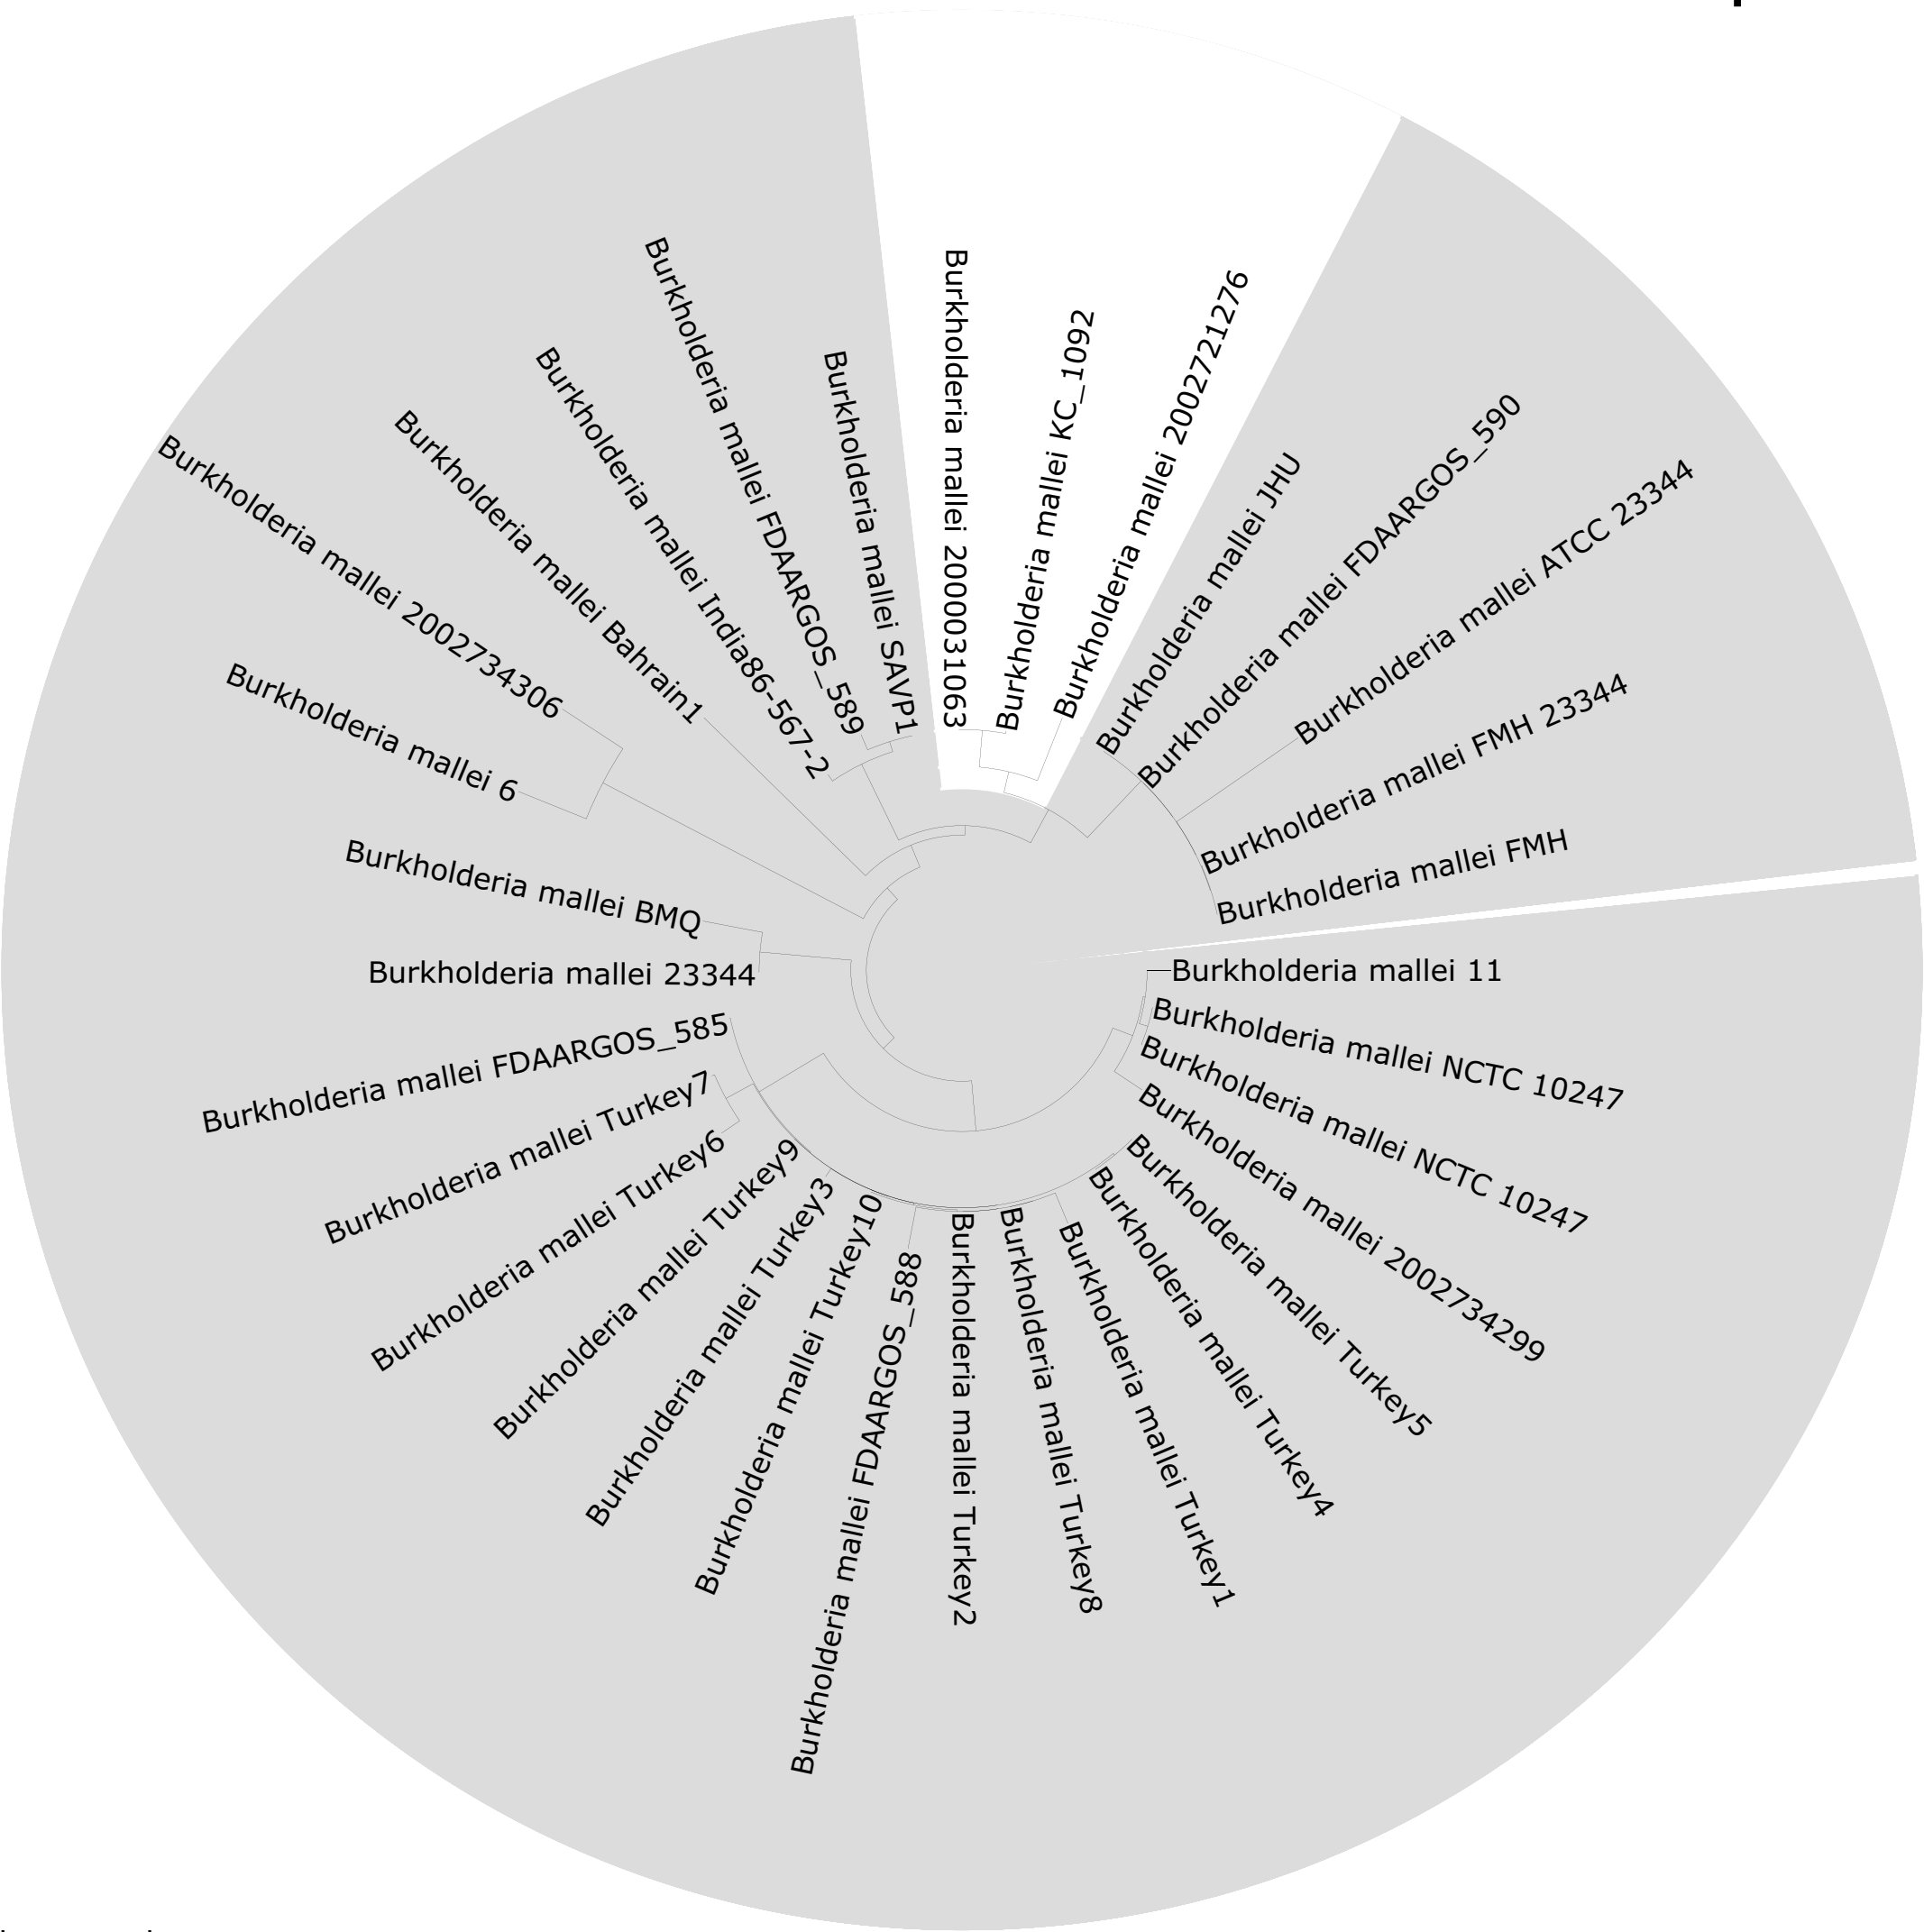 Burkholderia mallei 2000031063
Burkholderia mallei KC_1092
Burkholderia mallei 2002721276
Burkholderia mallei JHU
Burkholderia mallei FDAARGOS_590
Burkholderia mallei ATCC 23344
Burkholderia mallei FMH 23344
Burkholderia mallei FMH
Burkholderia mallei 11
Burkholderia mallei NCTC 10247
Burkholderia mallei NCTC 10247
Burkholderia mallei 2002734299
Burkholderia mallei Turkey5
Burkholderia mallei Turkey4
Burkholderia mallei Turkey1
Burkholderia mallei Turkey8
Burkholderia mallei Turkey2
Burkholderia mallei FDAARGOS_588
Burkholderia mallei Turkey10
Burkholderia mallei Turkey3
Burkholderia mallei Turkey9
Burkholderia mallei Turkey6
Burkholderia mallei Turkey7
Burkholderia mallei FDAARGOS_585
Burkholderia mallei 23344
Burkholderia mallei BMQ
Burkholderia mallei 6
Burkholderia mallei 2002734306
Burkholderia mallei Bahrain1
Burkholderia mallei India86-567-2
Burkholderia mallei FDAARGOS_589
Burkholderia mallei SAVP1